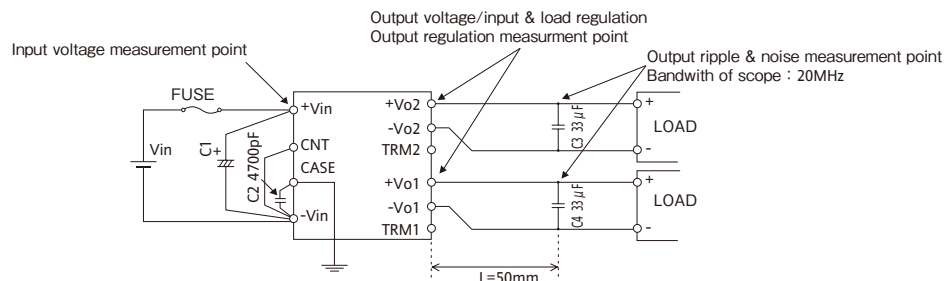 Output voltage/input & load regulation
Output regulation measurment point
Input voltage measurement point
Output ripple & noise measurement point
Bandwith of scope : 20MHz
FUSE
+Vin
+Vo2
+
C3 33μF
LOAD
-Vo2
CNT
Vin
C1
+
TRM2
-
C2 4700pF
CASE
+Vo1
+
C4 33μF
LOAD
-Vo1
-Vin
TRM1
-
L=50mm